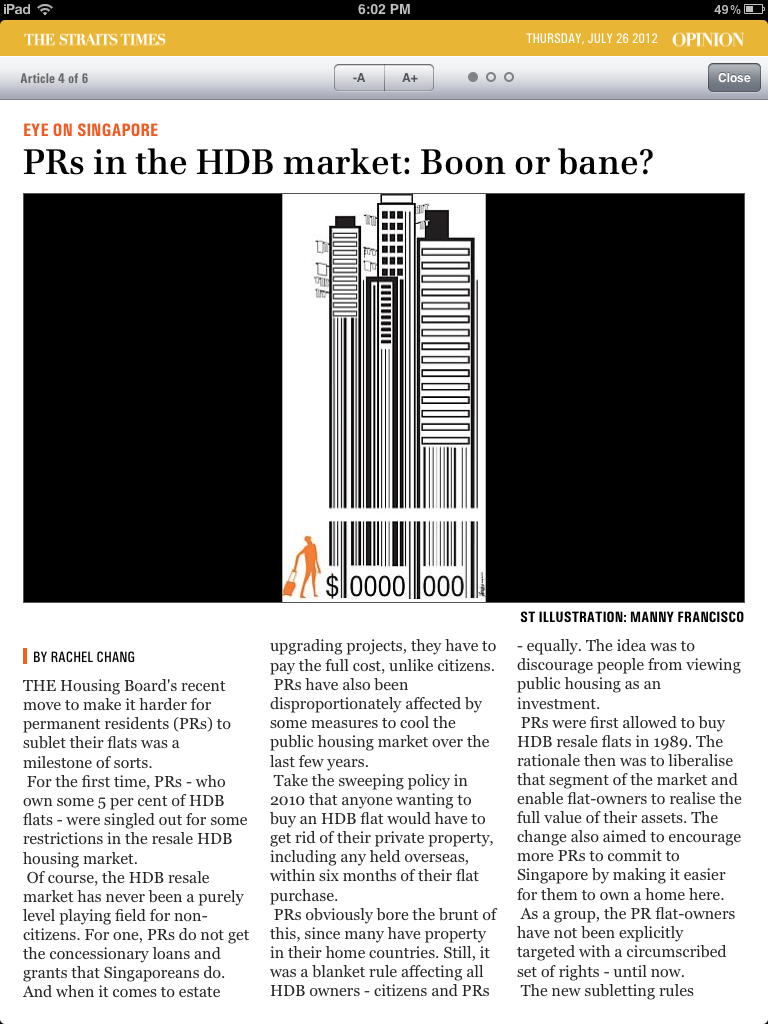 iPad
6:02 PM
49%
THE STRAITS TIMES
THURSDAY, JULY 26 2012 OPINION
Article 4 of 6
-A
A+
Close
EYE ON SINGAPORE
PRs in the HDB market: Boon or bane?
$ 0000 000
ST ILLUSTRATION: MANNY FRANCISCO
BY RACHEL CHANG
THE Housing Board's recent
move to make it harder for
permanent residents (PRs) to
sublet their flats was a
milestone of sorts.
For the first time, PRs - who
own some 5 per cent of HDB
flats - were singled out for some
restrictions in the resale HDB
housing market.
Of course, the HDB resale
market has never been a purely
level playing field for non-
citizens. For one, PRs do not get
the concessionary loans and
grants that Singaporeans do.
And when it comes to estate
upgrading projects, they have to
pay the full cost, unlike citizens.
PRs have also been
disproportionately affected by
some measures to cool the
public housing market over the
last few years.
Take the sweeping policy in
2010 that anyone wanting to
buy an HDB flat would have to
get rid of their private property,
including any held overseas,
within six months of their flat
purchase.
PRs obviously bore the brunt of
this, since many have property
in their home countries. Still, it
was a blanket rule affecting all
HDB owners - citizens and PRs
- equally. The idea was to
discourage people from viewing
public housing as an
investment.
PRs were first allowed to buy
HDB resale flats in 1989. The
rationale then was to liberalise
that segment of the market and
enable flat-owners to realise the
full value of their assets. The
change also aimed to encourage
more PRs to commit to
Singapore by making it easier
for them to own a home here.
As a group, the PR flat-owners
have not been explicitly
targeted with a circumscribed
set of rights - until now.
The new subletting rules